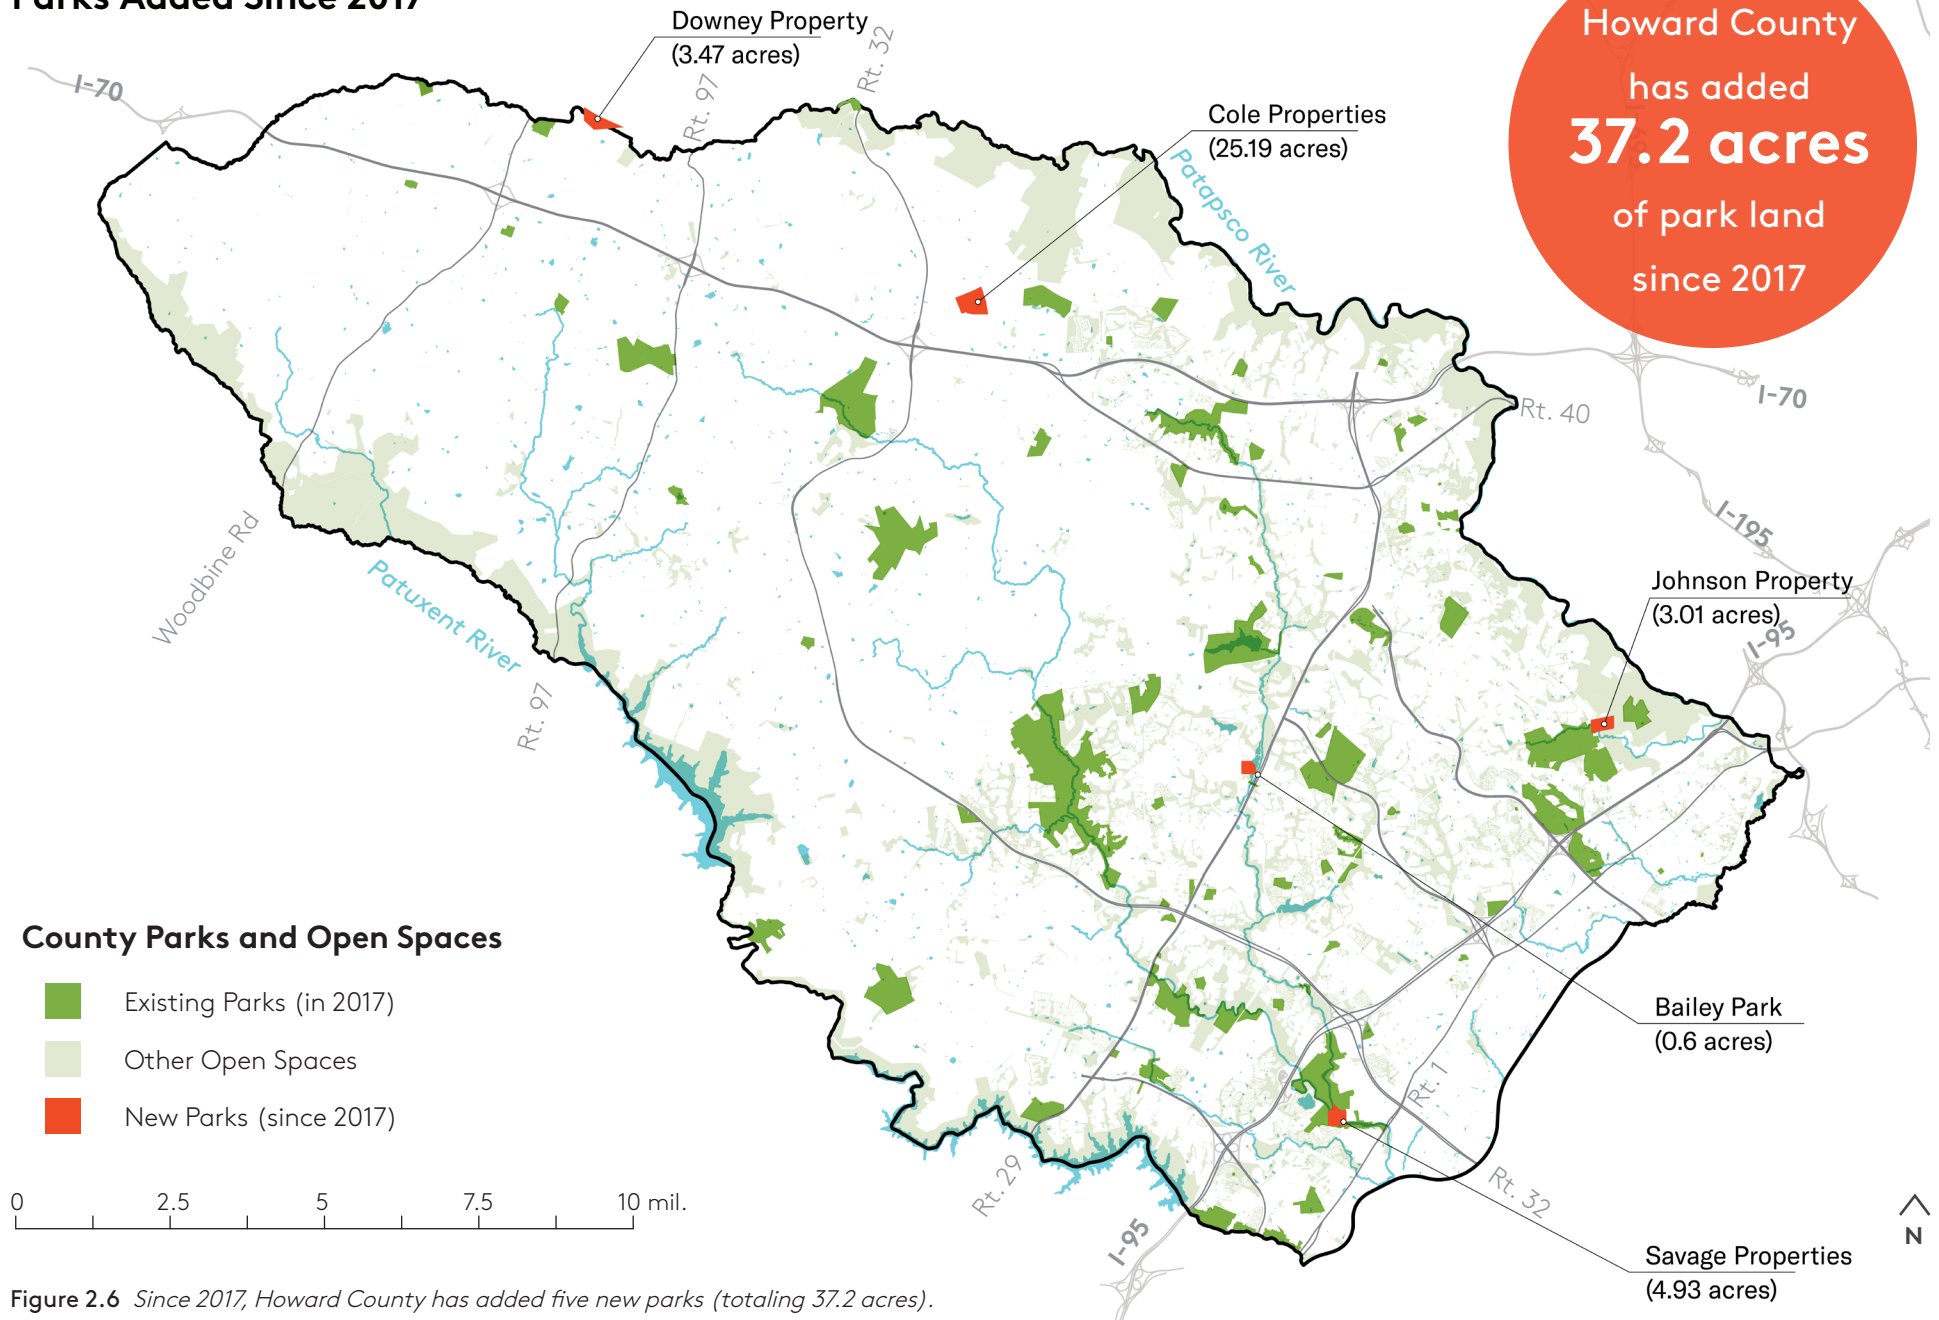 Parks Added Since 2017
Downey Property
(3.47 acres)
Rt. 32
Howard County
has added
37.2 acres
of park land
since 2017
I-70
Rt. 97
Cole Properties
(25.19 acres)
Patapsco River
I-70
Rt. 40
I-195
Woodbine Rd
Patuxent River
Johnson Property
(3.01 acres)
I-95
Rt. 97
County Parks and Open Spaces
Existing Parks (in 2017)
Other Open Spaces
New Parks (since 2017)
Bailey Park
(0.6 acres)
Rt. 1
Rt. 29
Rt. 32
I-95
0 2.5 5 7.5 10 mil.
N
Savage Properties
(4.93 acres)
Figure 2.6 Since 2017, Howard County has added five new parks (totaling 37.2 acres).